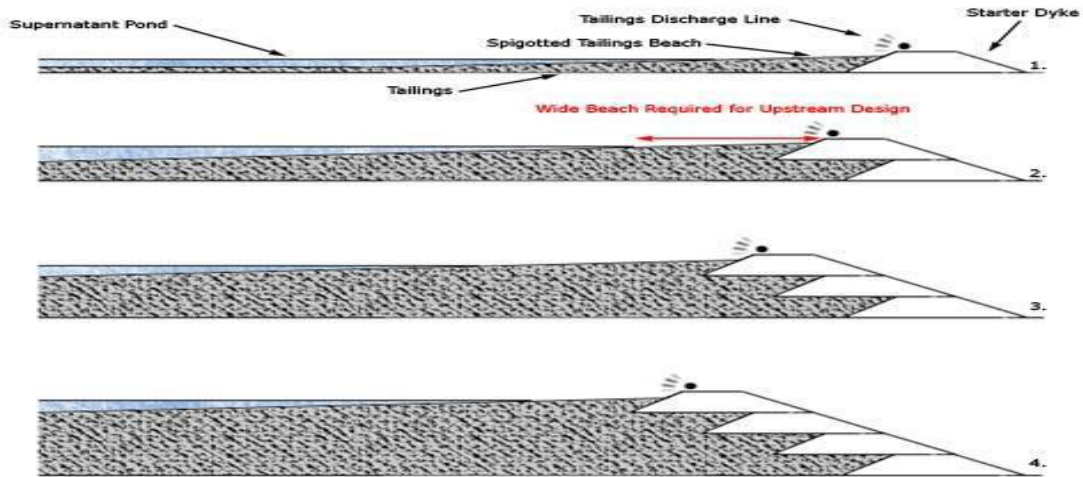 Supernatant Pond
Tailings Discharge Line
Starter Dyke
Spigotted Tailings Beach
1.
Tailings
Wide Beach Required for Upstream Design
2.
3.
4.